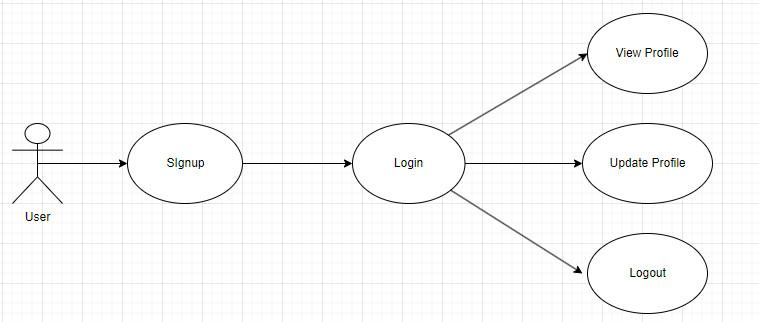 View Profile
SIgnup
Login
Update Profile
User
Logout